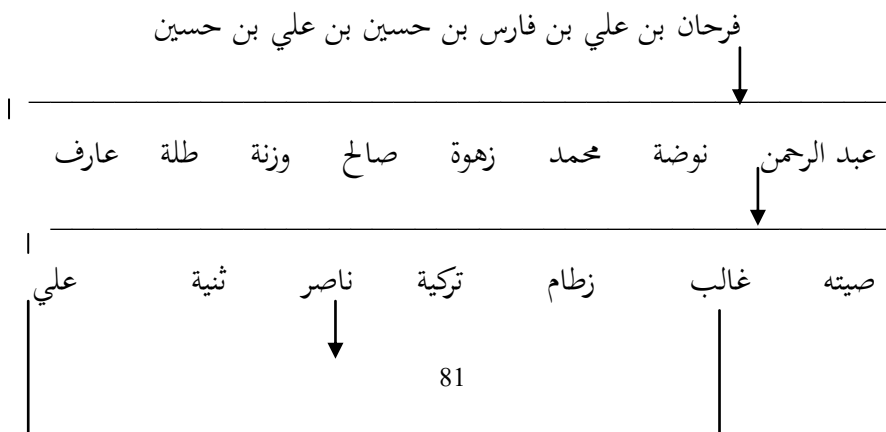 فرحان بن علي بن فارس بن حسين بن علي بن حسين
عبد الرحمن نوضة محمد زهوة صالح وزنة طلة عارف
صيته غالب زطام تركية ناصر ثنية علي
81